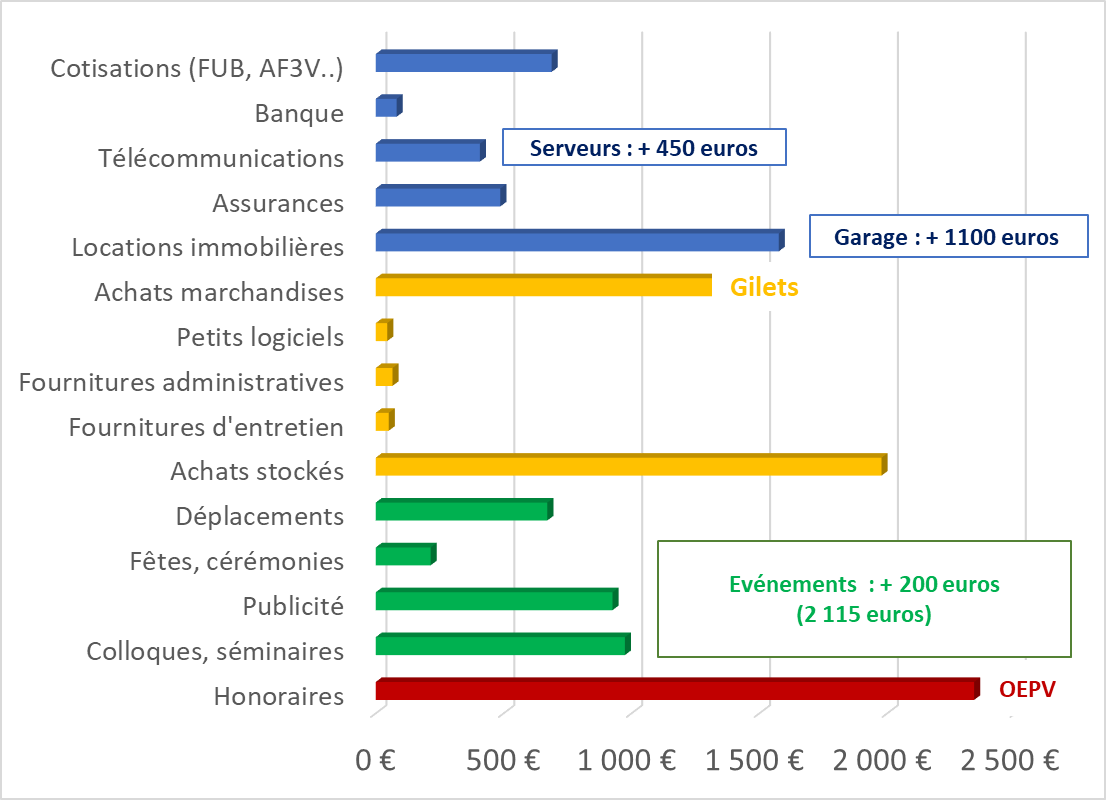 Cotisations (FUB, AF3V..)
Banque
Télécommunications
Serveurs : + 450 euros
Assurances
Locations immobilières
Garage : + 1100 euros
Achats marchandises
Gilets
Petits logiciels
Fournitures administratives
Fournitures d'entretien
Achats stockés
Déplacements
Fêtes, cérémonies
Evénements : + 200 euros
(2 115 euros)
Publicité
Colloques, séminaires
Honoraires
OEPV
0 € 500 € 1 000 € 1 500 € 2 000 € 2 500 €